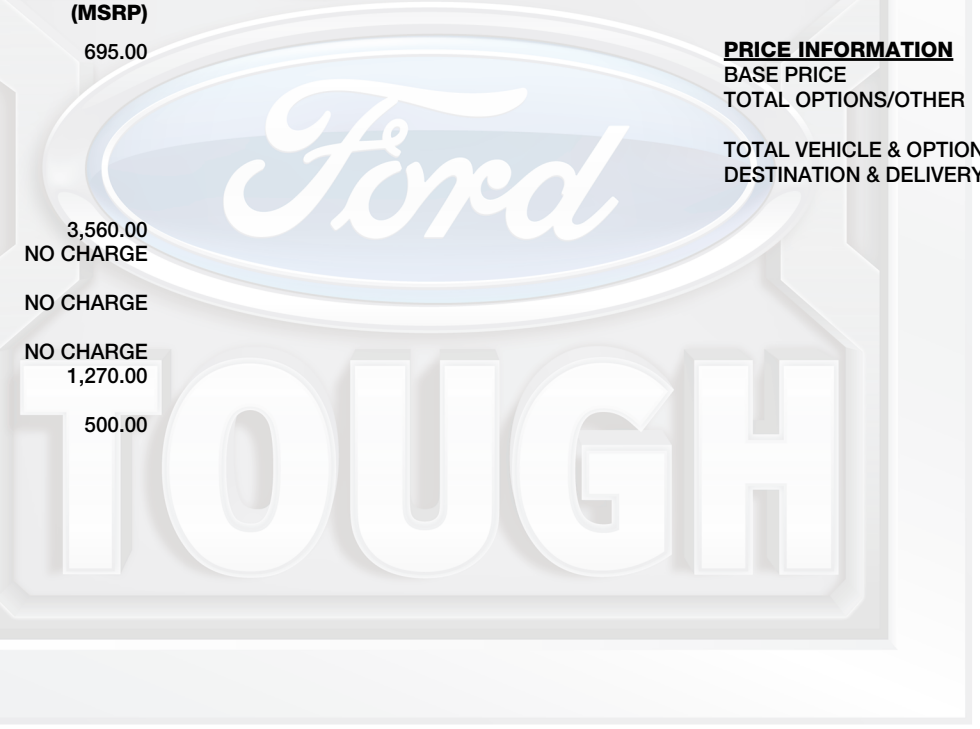 (MSRP)
695.00
3,560.00
NO CHARGE
NO CHARGE
NO CHARGE
1,270.00
500.00
PRICE INFORMATION
BASE PRICE
TOTAL OPTIONS/OTHER
TOTAL VEHICLE & OPTION
DESTINATION & DELIVERY
Ford
TOUGH